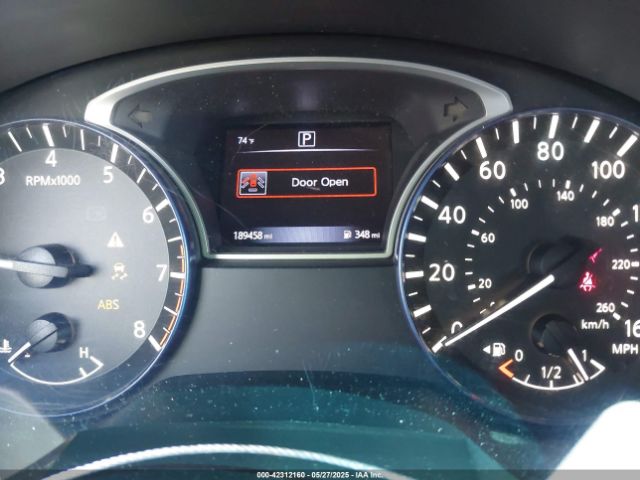 74 °F
P
Door Open
189458 mi
348 mi
3 4 5 6 7 8
RPMx1000
ABS
H
0 20 40 60 80 100
20 60 100 140 180 220 260
km/h
MPH
0 1/2 1
000-42312160 - 05/27/2025 - IAA Inc.